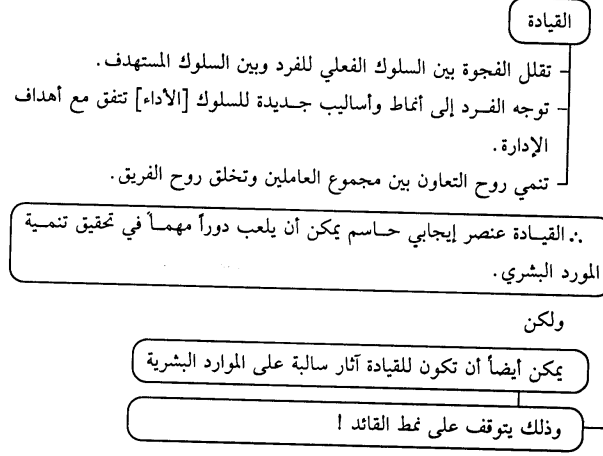 القيادة
- تقلل الفجوة بين السلوك الفعلي للفرد وبين السلوك المستهدف.
- توجه الفرد إلى أنماط وأساليب جديدة للسلوك [الأداء] تتفق مع أهداف
الإدارة.
- تنمي روح التعاون بين مجموع العاملين وتخلق روح الفريق.
∴ القيادة عنصر إيجابي حاسم يمكن أن يلعب دوراً مهماً في تحقيق تنمية
المورد البشري.
ولكن
يمكن أيضاً أن تكون للقيادة آثار سالبة على الموارد البشرية
وذلك يتوقف على نمط القائد !